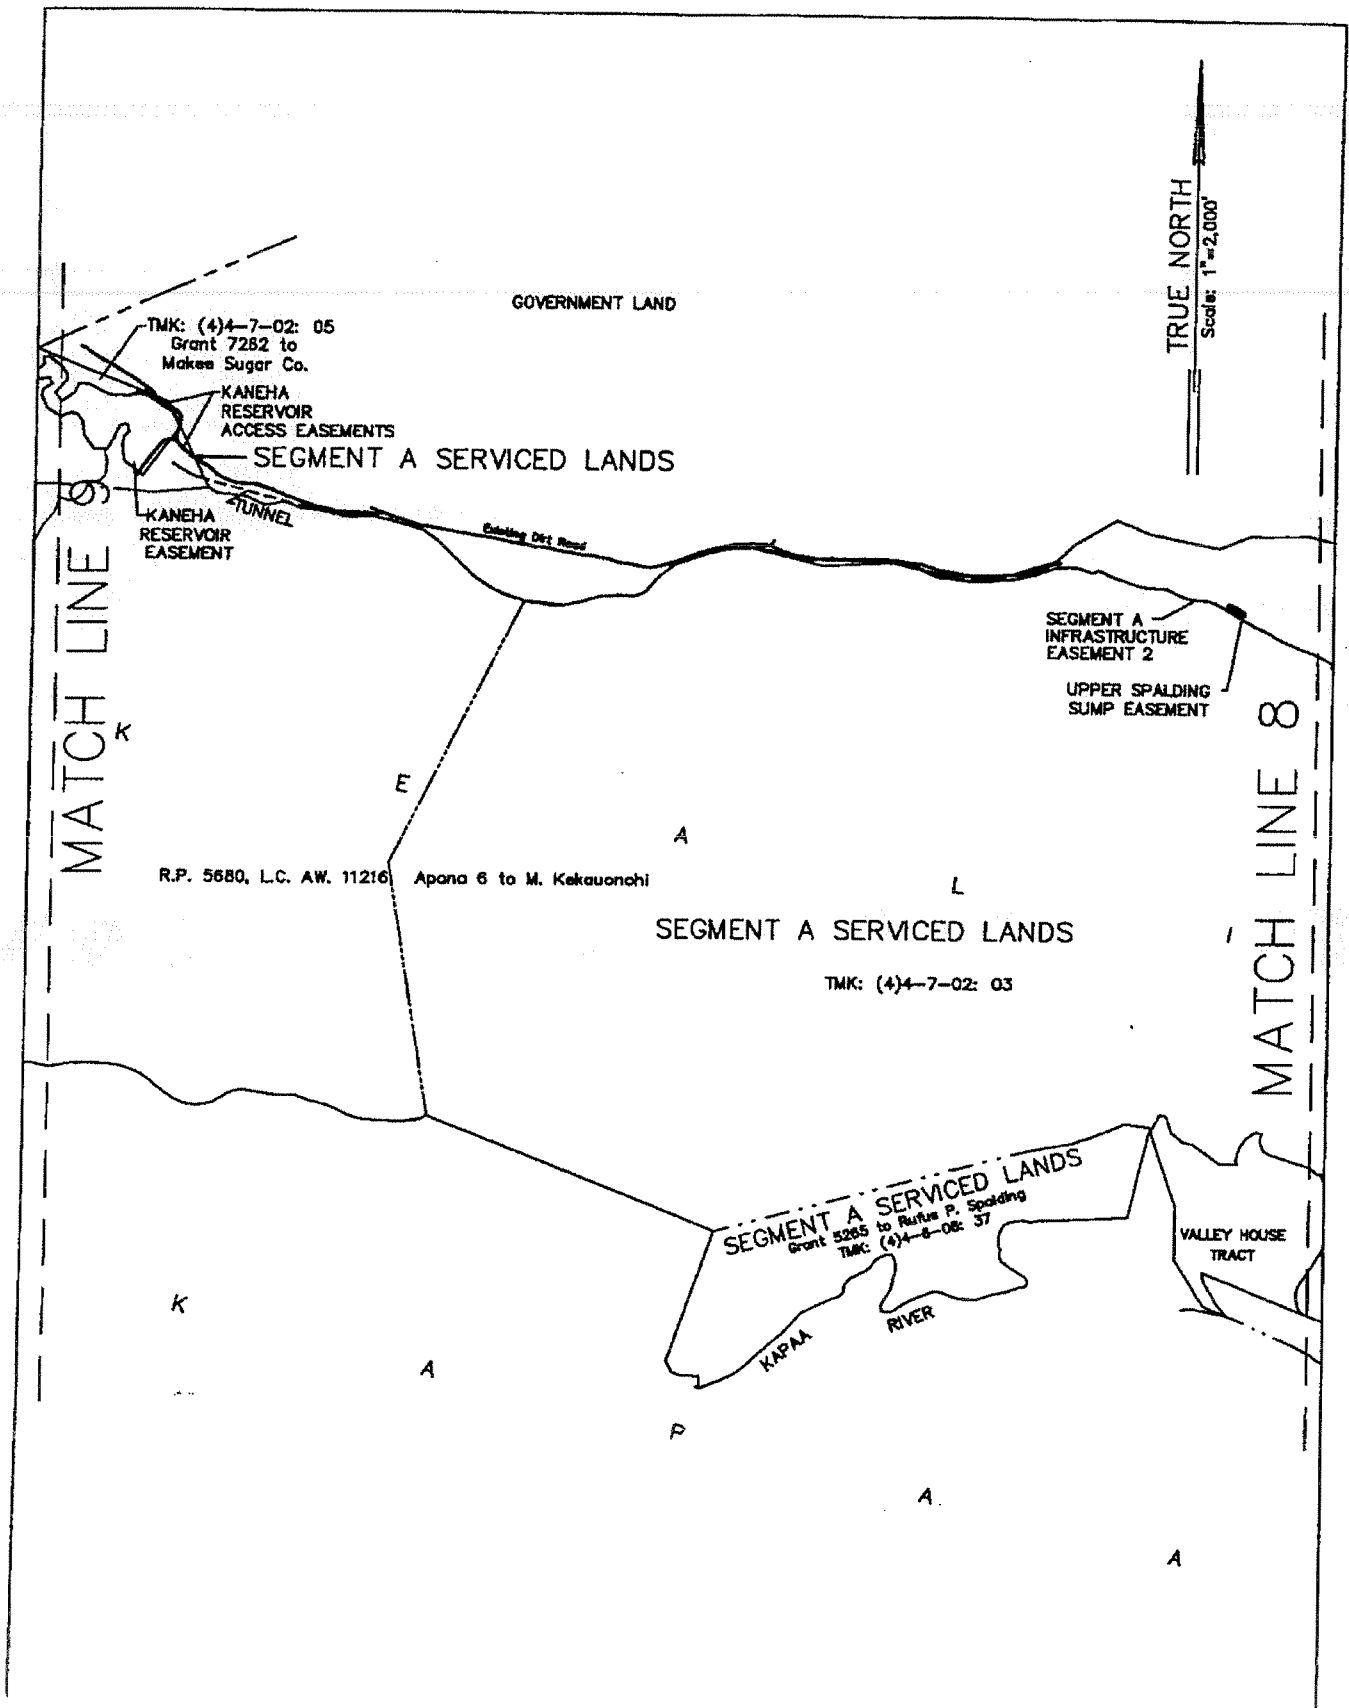 TRUE NORTH
Scale: 1"=2,000'
GOVERNMENT LAND
TMK: (4)4-7-02: 05
Grant 7262 to
Makee Sugar Co.
KANEHA
RESERVOIR
ACCESS EASEMENTS
SEGMENT A SERVICED LANDS
TUNNEL
KANEHA
RESERVOIR
EASEMENT
Existing Dirt Road
SEGMENT A
INFRASTRUCTURE
EASEMENT 2
UPPER SPALDING
SUMP EASEMENT
MATCH LINE 9
MATCH LINE 8
K
E
A
L
I
A
R.P. 5680, L.C. AW. 11216 Apana 6 to M. Kekauonohi
SEGMENT A SERVICED LANDS
TMK: (4)4-7-02: 03
SEGMENT A SERVICED LANDS
Grant 5265 to Rufus P. Spalding
TMK: (4)4-6-08: 37
VALLEY HOUSE
TRACT
KAPAA
RIVER
K
A
P
A
A